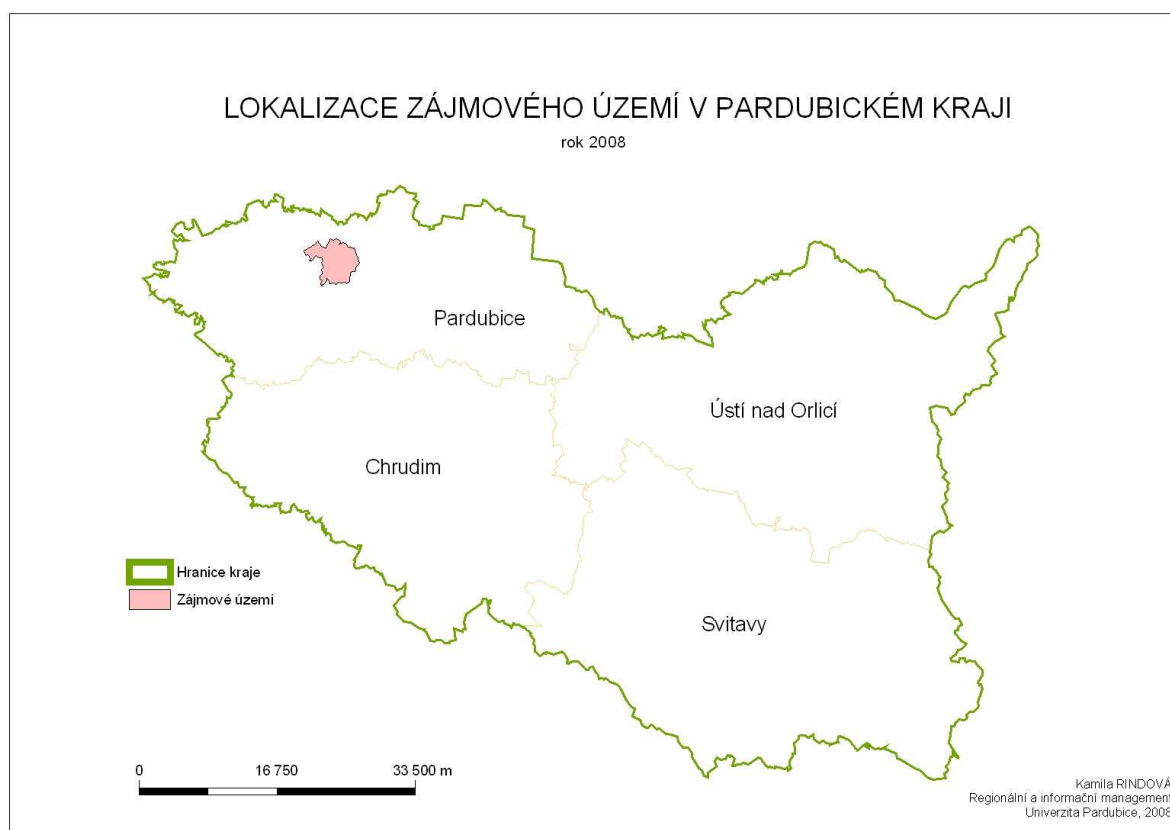 LOKALIZACE ZÁJMOVÉHO ÚZEMÍ V PARDUBICKÉM KRAJI
rok 2008
Pardubice
Ústí nad Orlicí
Chrudim
Hranice kraje
Zájmové území
Svitavy
0 16 750 33 500 m
Kamila RINDOVÁ
Regionální a informační management
Univerzita Pardubice, 2008